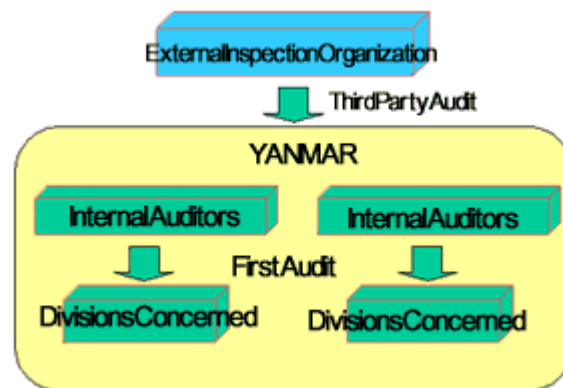 ExternalInspectionOrganization
ThirdPartyAudit
YANMAR
InternalAuditors InternalAuditors
FirstAudit
DivisionsConcerned DivisionsConcerned